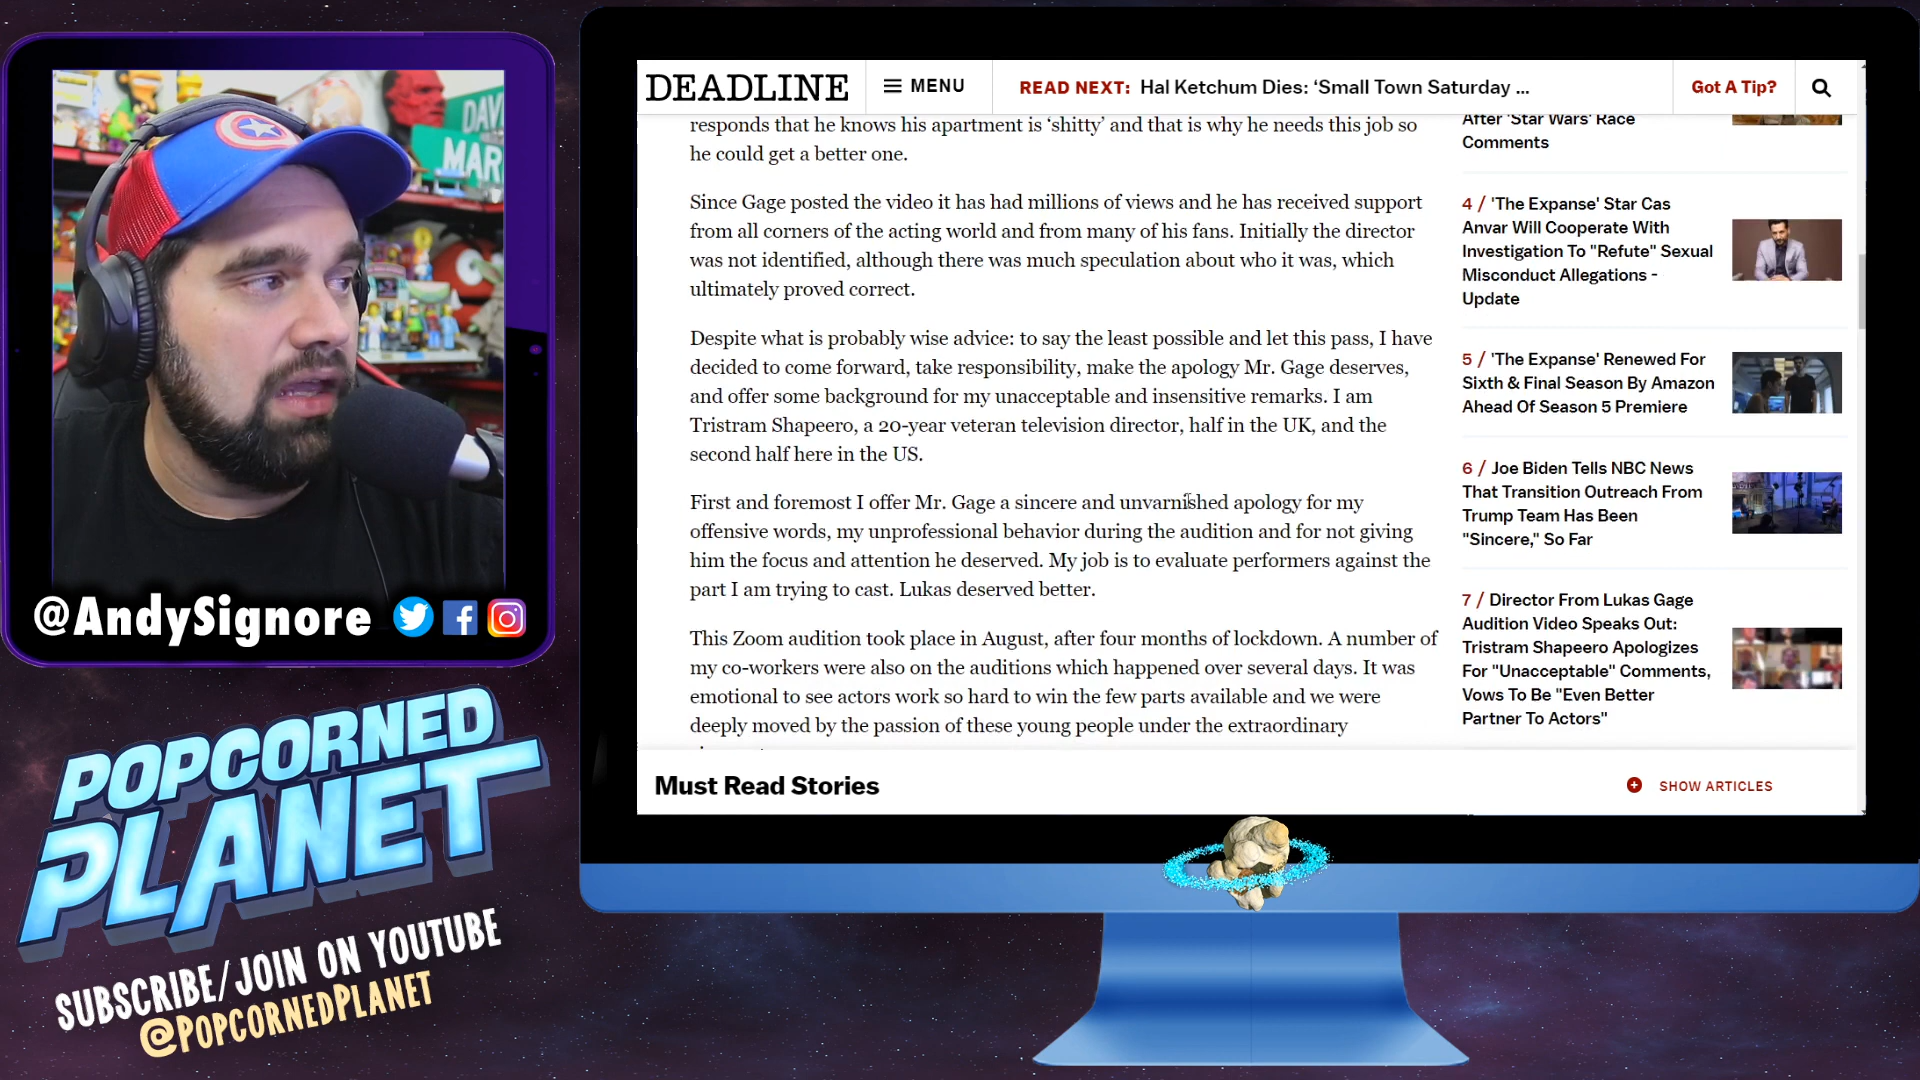 DAV
MAR
@AndySignore
POPCORNED
PLANET
SUBSCRIBE/JOIN ON YOUTUBE
@POPCORNEDPLANET
DEADLINE
MENU
READ NEXT: Hal Ketchum Dies: ‘Small Town Saturday ...
Got A Tip?
responds that he knows his apartment is ‘shitty’ and that is why he needs this job so
he could get a better one.
Since Gage posted the video it has had millions of views and he has received support
from all corners of the acting world and from many of his fans. Initially the director
was not identified, although there was much speculation about who it was, which
ultimately proved correct.
Despite what is probably wise advice: to say the least possible and let this pass, I have
decided to come forward, take responsibility, make the apology Mr. Gage deserves,
and offer some background for my unacceptable and insensitive remarks. I am
Tristram Shapeero, a 20-year veteran television director, half in the UK, and the
second half here in the US.
First and foremost I offer Mr. Gage a sincere and unvarnished apology for my
offensive words, my unprofessional behavior during the audition and for not giving
him the focus and attention he deserved. My job is to evaluate performers against the
part I am trying to cast. Lukas deserved better.
This Zoom audition took place in August, after four months of lockdown. A number of
my co-workers were also on the auditions which happened over several days. It was
emotional to see actors work so hard to win the few parts available and we were
deeply moved by the passion of these young people under the extraordinary
After 'Star Wars' Race
Comments
4 / 'The Expanse' Star Cas
Anvar Will Cooperate With
Investigation To "Refute" Sexual
Misconduct Allegations -
Update
5 / 'The Expanse' Renewed For
Sixth & Final Season By Amazon
Ahead Of Season 5 Premiere
6 / Joe Biden Tells NBC News
That Transition Outreach From
Trump Team Has Been
"Sincere," So Far
7 / Director From Lukas Gage
Audition Video Speaks Out:
Tristram Shapeero Apologizes
For "Unacceptable" Comments,
Vows To Be "Even Better
Partner To Actors"
Must Read Stories
SHOW ARTICLES